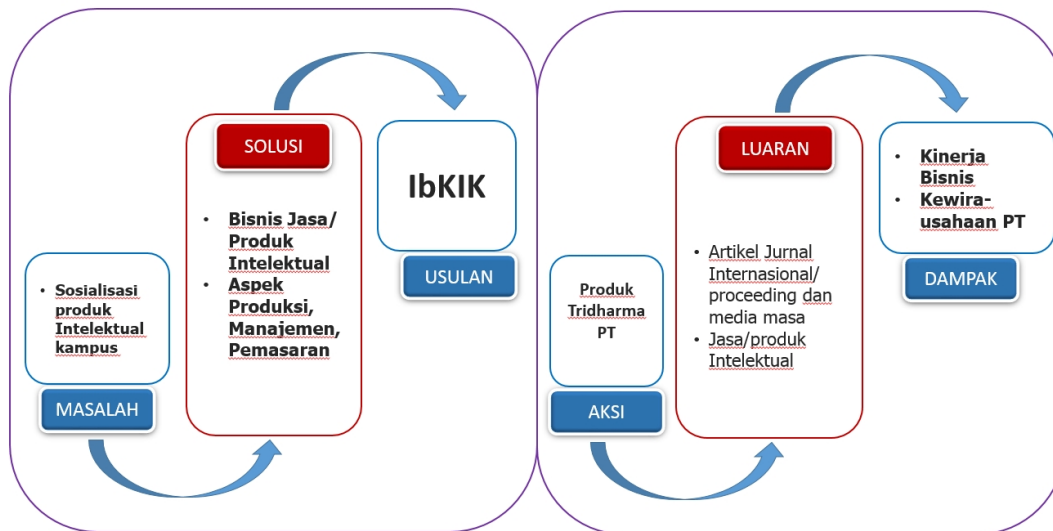 • Sosialisasi
produk
Intelektual
kampus
MASALAH
SOLUSI
• Bisnis Jasa/
Produk
Intelektual
• Aspek
Produksi,
Manajemen,
Pemasaran
IbKIK
USULAN
Produk
Tridharma
PT
AKSI
LUARAN
• Artikel Jurnal
Internasional/
proceeding dan
media masa
• Jasa/produk
Intelektual
• Kinerja
Bisnis
• Kewira-
usahaan PT
DAMPAK